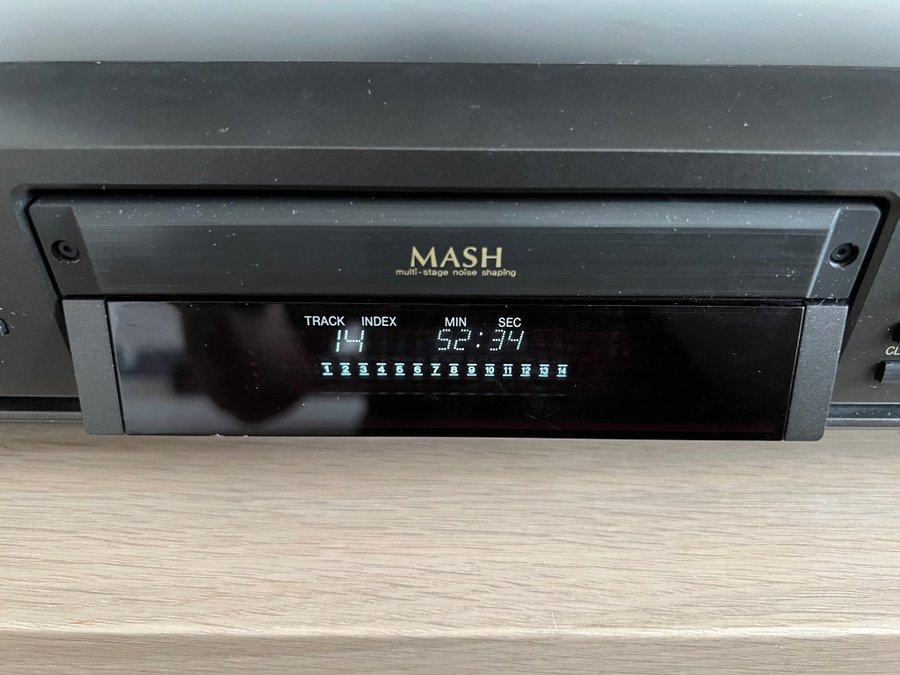 MASH
multi-stage noise shaping
TRACK INDEX MIN SEC
14 52:34
1 2 3 4 5 6 7 8 9 10 11 12 13 14
CL